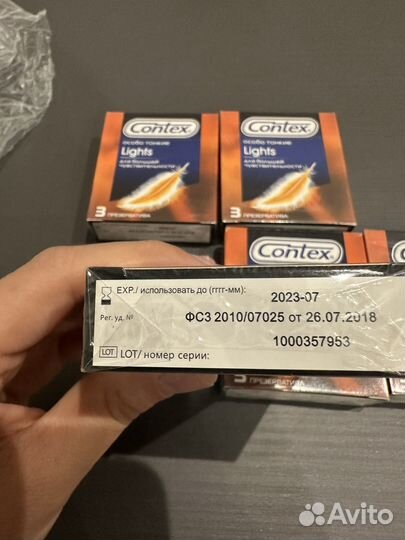 Contex
особо тонкие
Lights
для большей
чувствительности
3 ПРЕЗЕРВАТИВА
Contex
особо тонкие
Lights
для большей
чувствительности
3 ПРЕЗЕРВАТИВА
Contex
EXP./ использовать до (гггг-мм):
2023-07
Рег. уд. №
ФСЗ 2010/07025 от 26.07.2018
1000357953
LOT LOT/ номер серии:
3 ПРЕЗЕРВАТИВА
Avito